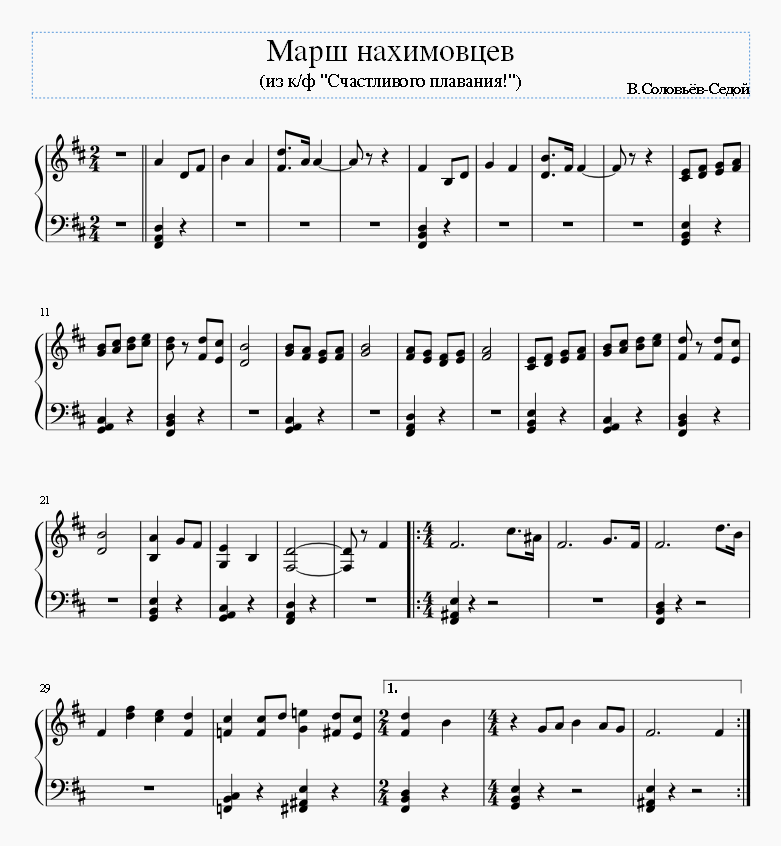 Марш нахимовцев
(из к/ф "Счастливого плавания!")
В.Соловьёв-Седой
11
21
29
1.